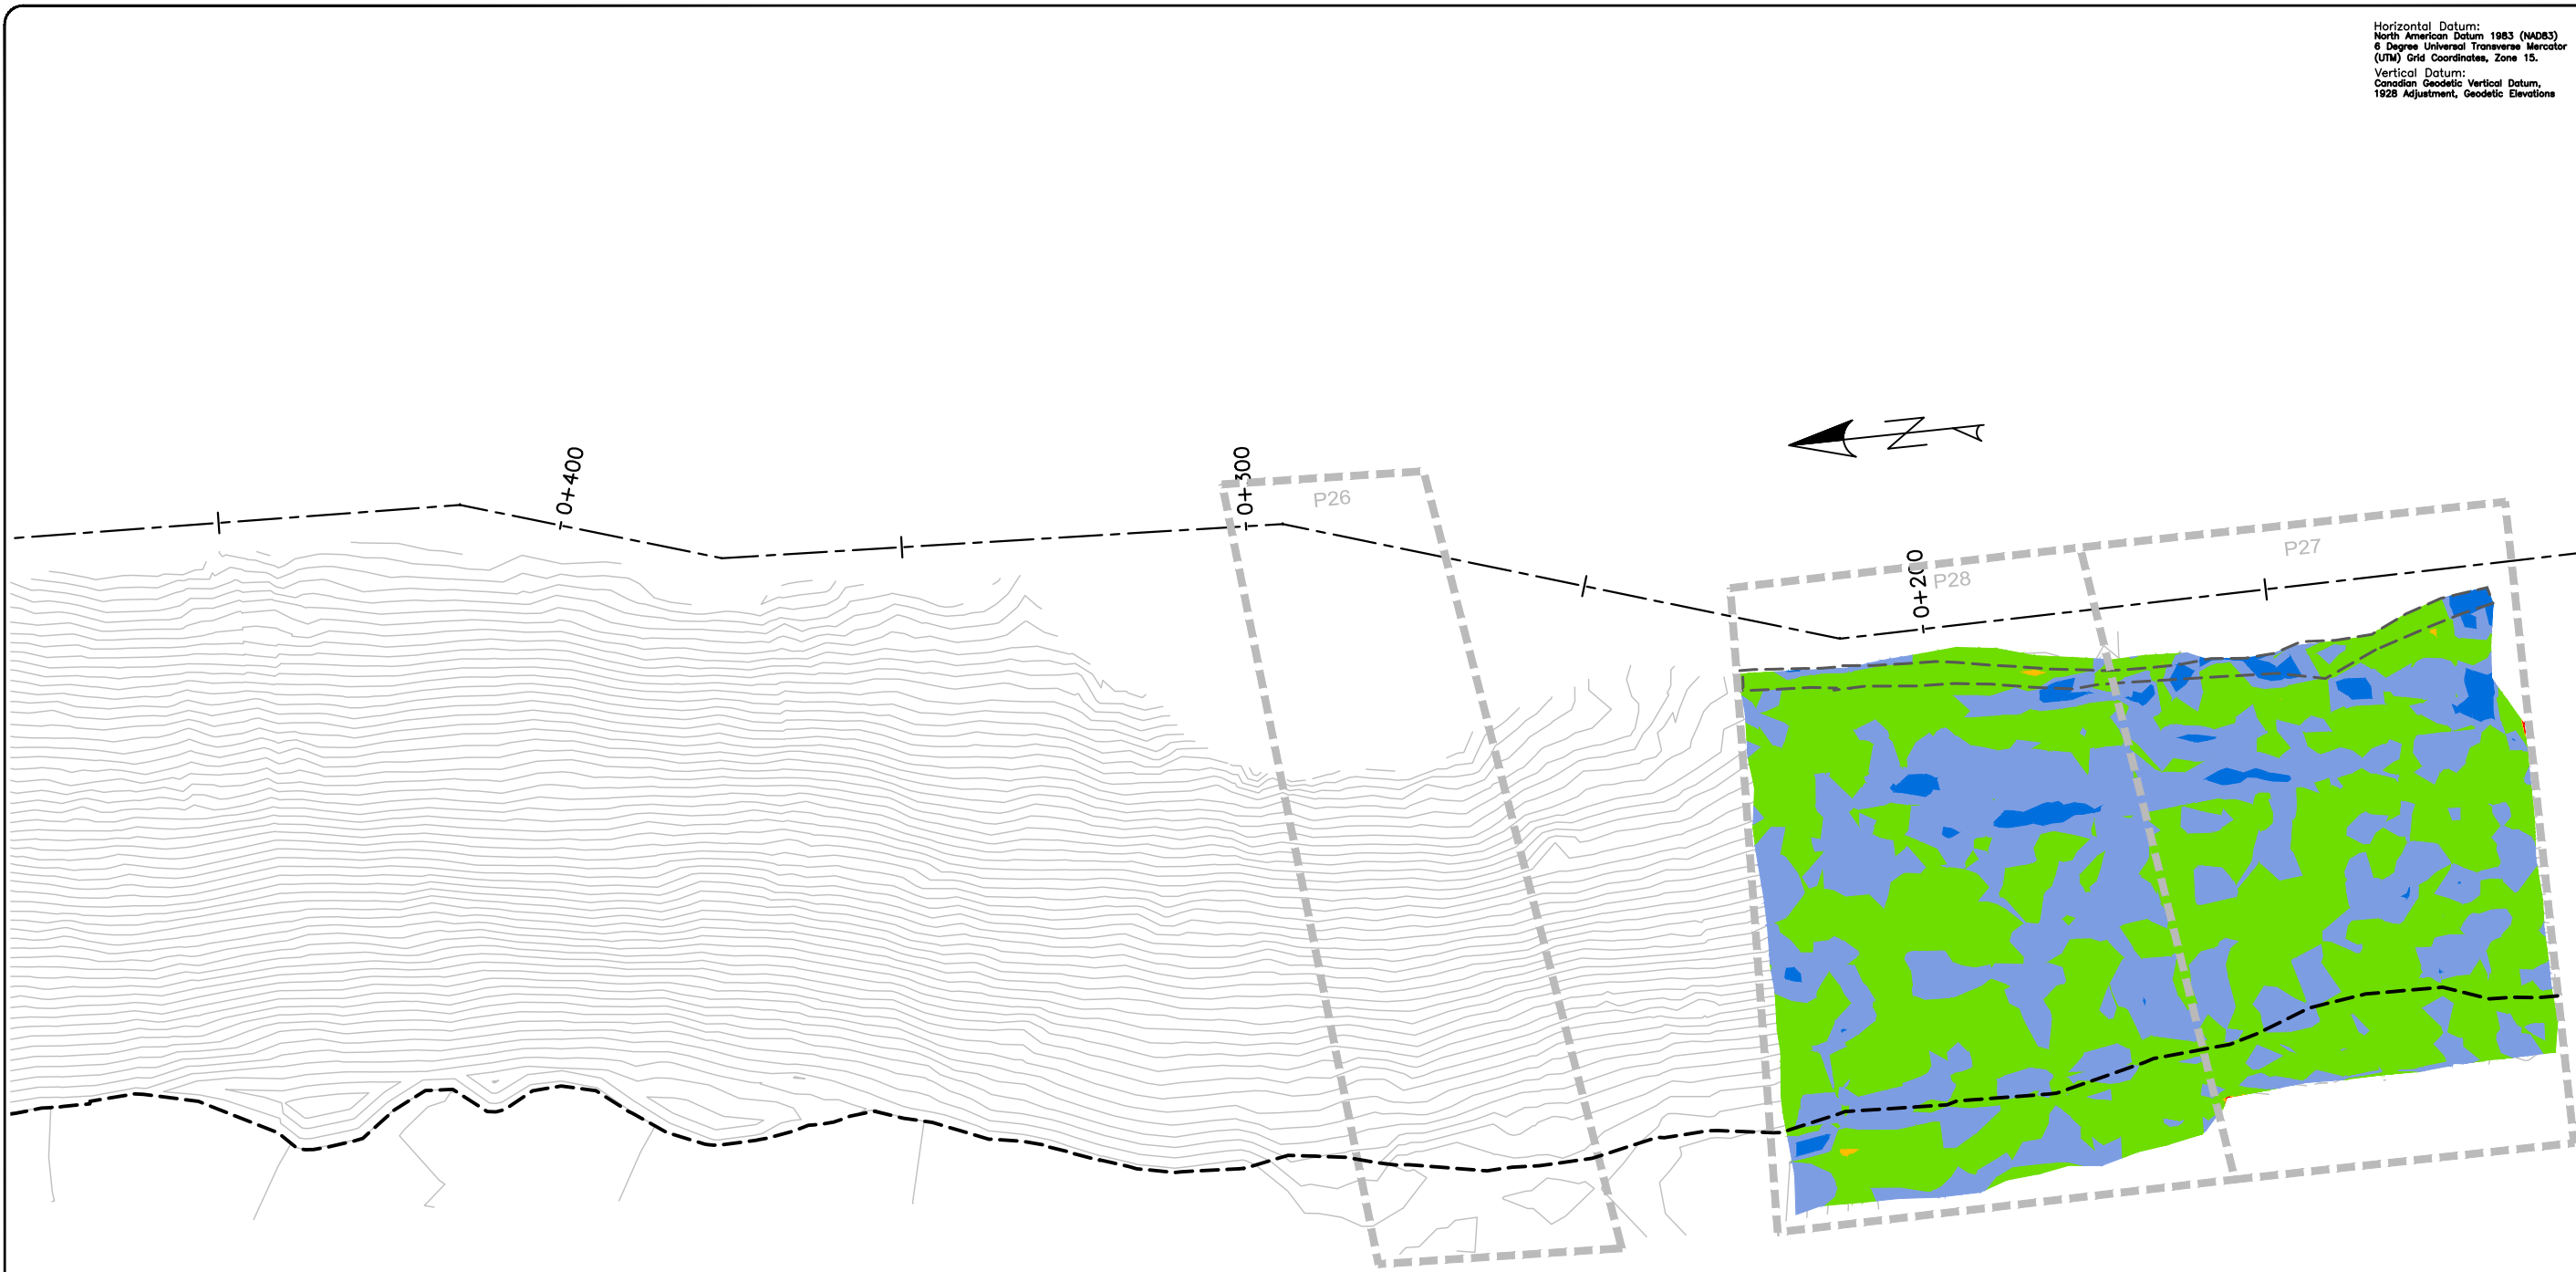 Horizontal Datum:
North American Datum 1983 (NAD83)
6 Degree Universal Transverse Mercator
(UTM) Grid Coordinates, Zone 15.
Vertical Datum:
Canadian Geodetic Vertical Datum,
1928 Adjustment, Geodetic Elevations
N
0+400
0+300
P26
0+200
P28
P27